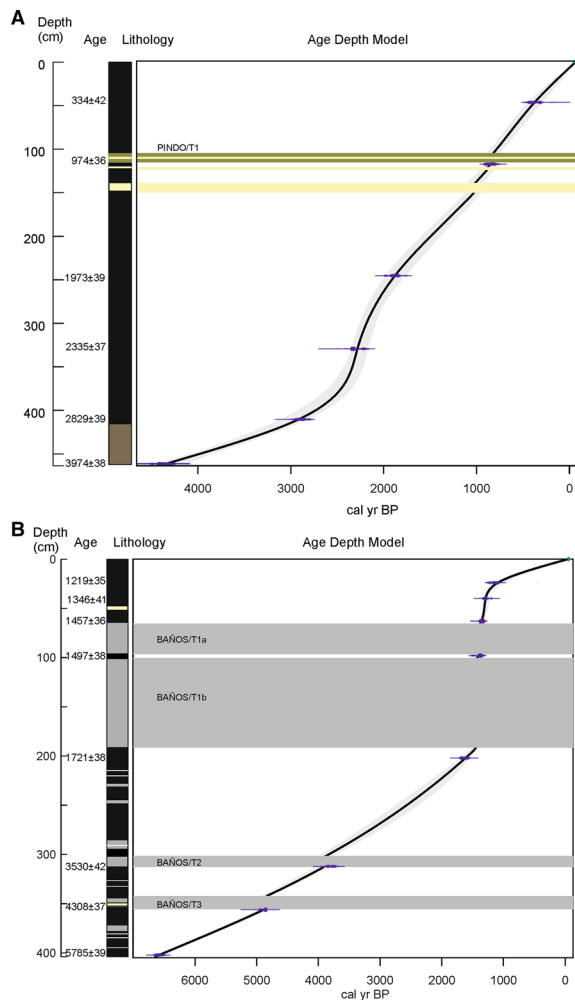 A
Depth
(cm)
Age
Lithology
Age Depth Model
0
334±42
100
PINDO/T1
974±36
200
1973±39
300
2335±37
400
2829±39
3974±38
4000 3000 2000 1000 0
cal yr BP
B
Depth
(cm)
Age
Lithology
Age Depth Model
0
1219±35
1346±41
1457±36
BAÑOS/T1a
100
1497±38
BAÑOS/T1b
200
1721±38
300
BAÑOS/T2
3530±42
BAÑOS/T3
4308±37
400
5785±39
6000 5000 4000 3000 2000 1000 0
cal yr BP